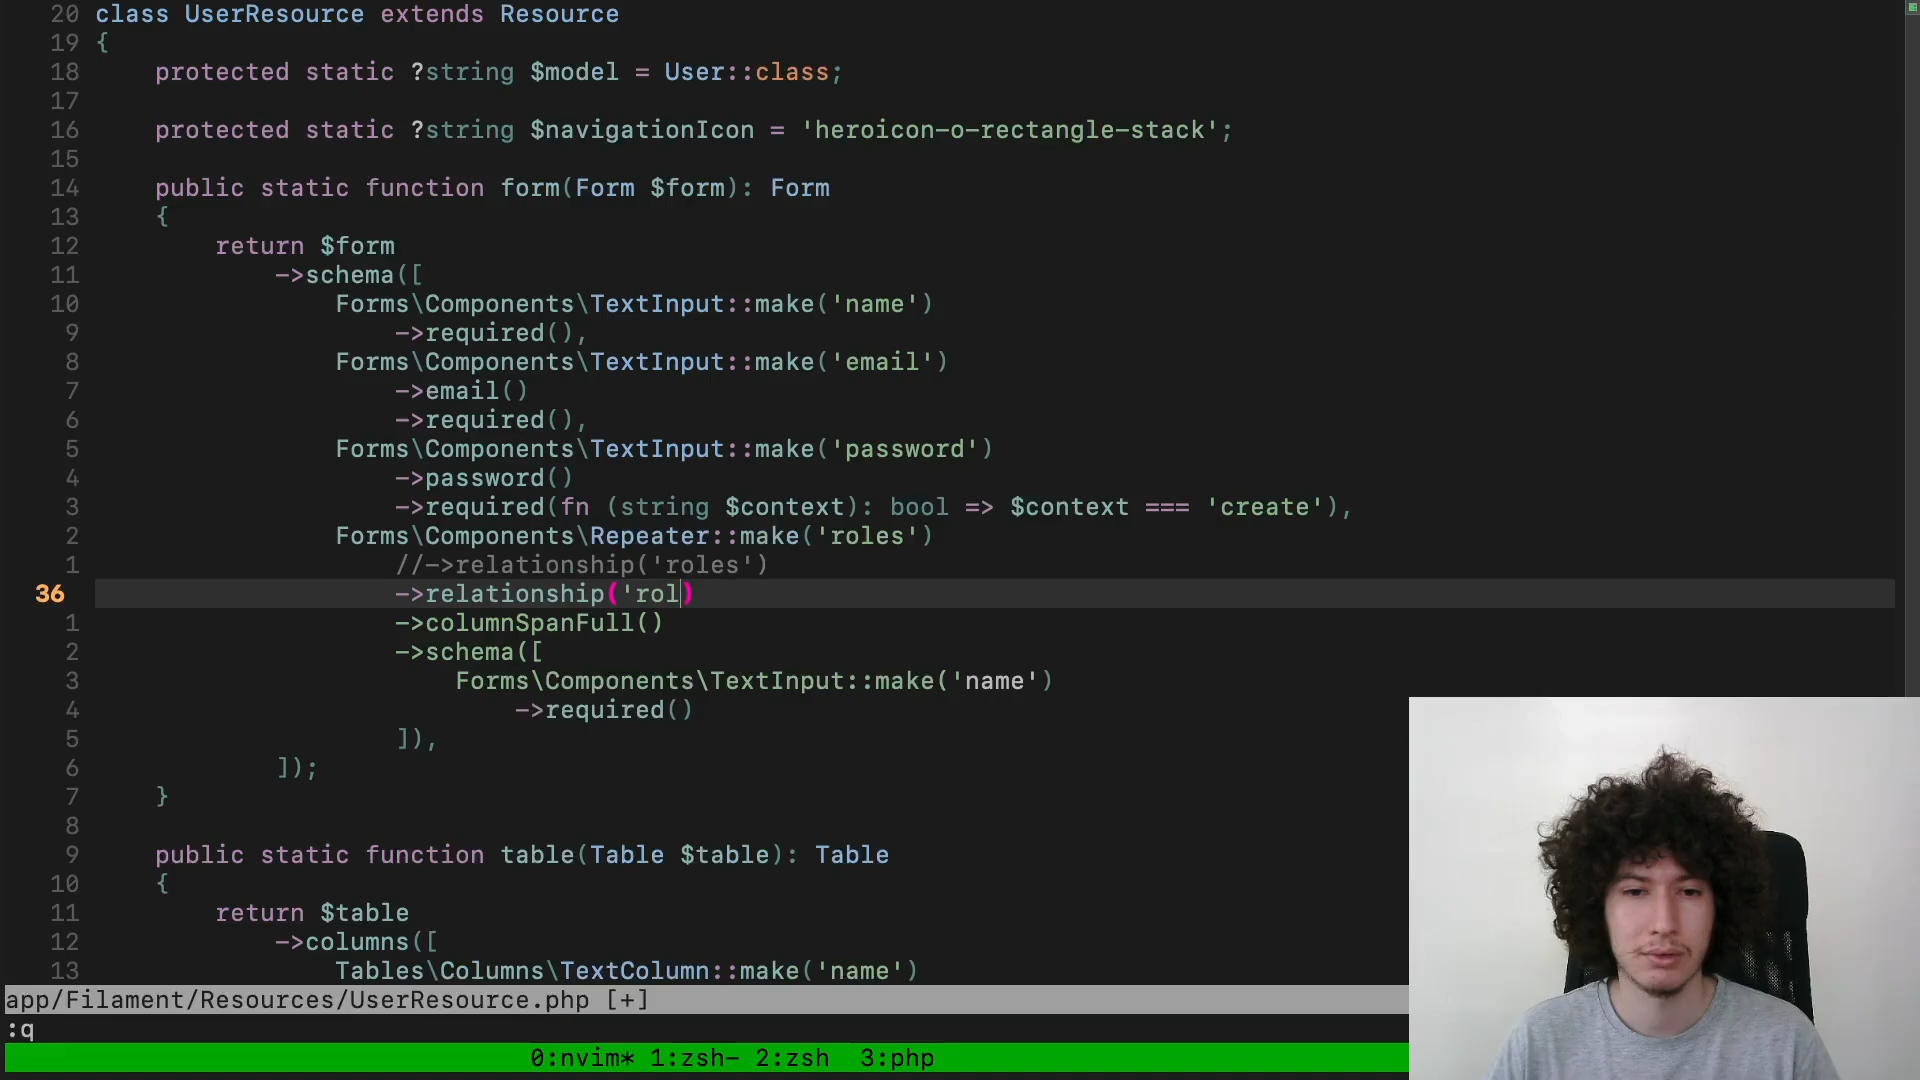 20 class UserResource extends Resource
19 {
18     protected static ?string $model = User::class;
17
16     protected static ?string $navigationIcon = 'heroicon-o-rectangle-stack';
15
14     public static function form(Form $form): Form
13     {
12         return $form
11             ->schema([
10                 Forms\Components\TextInput::make('name')
9                     ->required(),
8                 Forms\Components\TextInput::make('email')
7                     ->email()
6                     ->required(),
5                 Forms\Components\TextInput::make('password')
4                     ->password()
3                     ->required(fn (string $context): bool => $context === 'create'),
2                 Forms\Components\Repeater::make('roles')
1                     //->relationship('roles')
36                     ->relationship('rol)
1                     ->columnSpanFull()
2                     ->schema([
3                         Forms\Components\TextInput::make('name')
4                             ->required()
5                     ]),
6             ]);
7     }
8
9     public static function table(Table $table): Table
10     {
11         return $table
12             ->columns([
13                 Tables\Columns\TextColumn::make('name')
app/Filament/Resources/UserResource.php [+]
:q
0:nvim* 1:zsh- 2:zsh  3:php